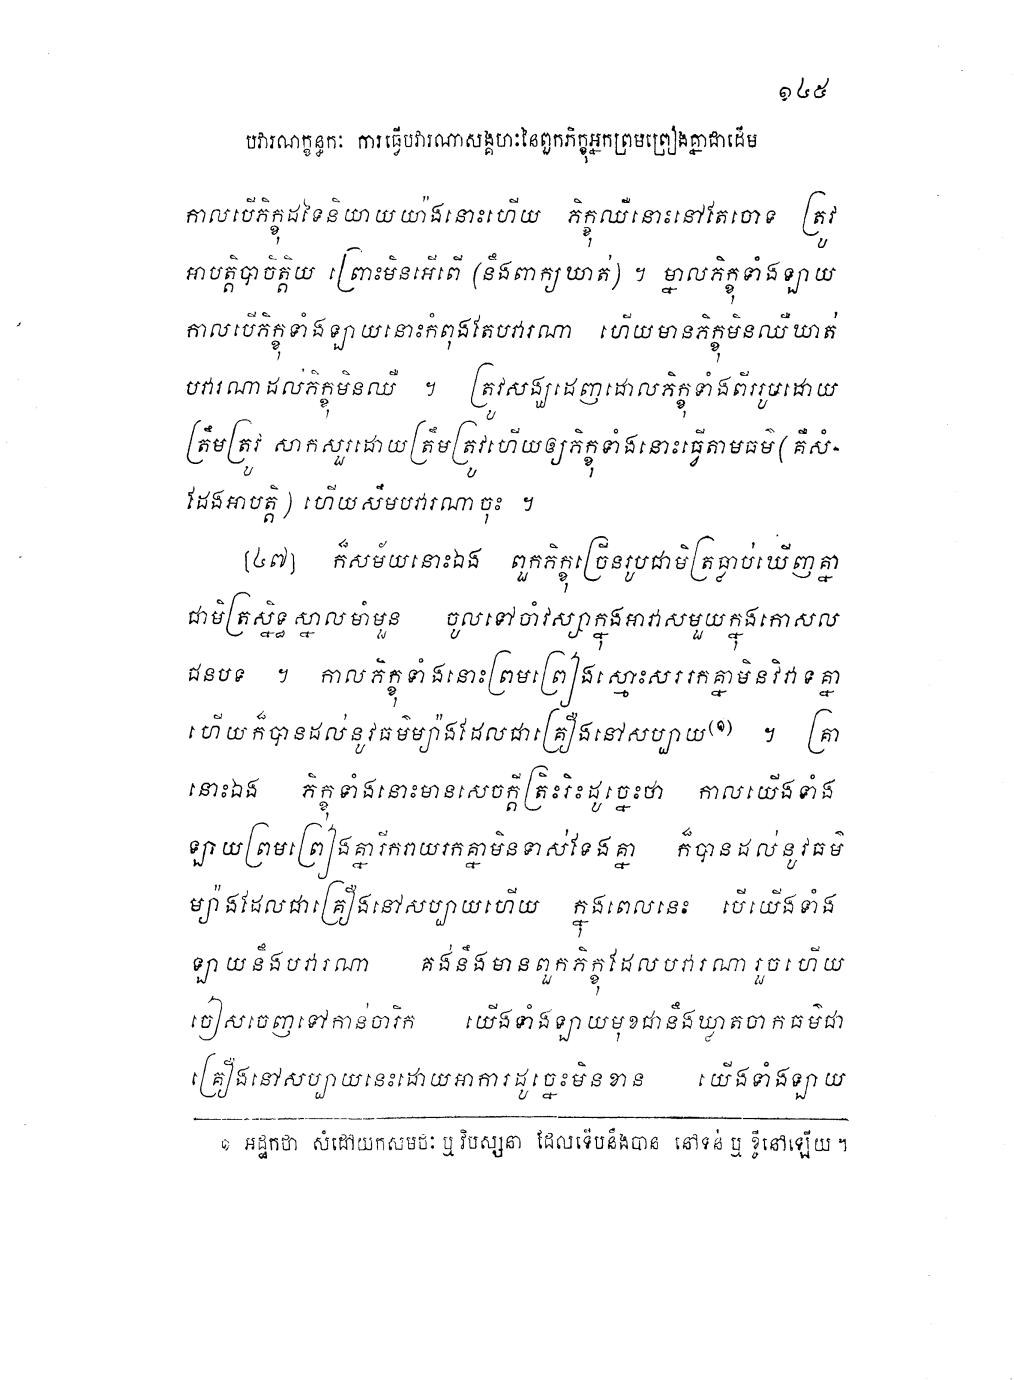 ១៤៥
បវារណក្ខន្ធកៈ ការធ្វើបវារណាសង្គហៈនៃពួកភិក្ខុអ្នកព្រមព្រៀងគ្នាជាដើម
កាលបើភិក្ខុដទៃនិយាយយ៉ាងនោះហើយ ភិក្ខុឈឺនោះនៅតែចោទ ត្រូវ
អាបត្តិបាចិត្តិយ ព្រោះមិនអើពើ (នឹងពាក្យឃាត់) ។ ម្នាលភិក្ខុទាំងឡាយ
កាលបើភិក្ខុទាំងឡាយនោះកំពុងតែបវារណា ហើយមានភិក្ខុមិនឈឺឃាត់
បវារណាដល់ភិក្ខុមិនឈឺ ។ ត្រូវសង្ឃដេញដោលភិក្ខុទាំងពីររូបដោយ
ត្រឹមត្រូវ សាកសួរដោយត្រឹមត្រូវហើយឲ្យភិក្ខុទាំងនោះធ្វើតាមធម៌ (គឺសំ-
ដែងអាបត្តិ) ហើយសឹមបវារណាចុះ ។
[៤៧] ក៏សម័យនោះឯង ពួកភិក្ខុច្រើនរូបជាមិត្រធ្លាប់ឃើញគ្នា
ជាមិត្រស្និទ្ធស្នាលមាំមួន ចូលទៅចាំវស្សាក្នុងអាវាសមួយក្នុងកោសល
ជនបទ ។ កាលភិក្ខុទាំងនោះព្រមព្រៀងស្មោះសររកគ្នាមិនវិវាទគ្នា
ហើយក៏បានដល់នូវធម៌ម្យ៉ាងដែលជាគ្រឿងនៅសប្បាយ(១) ។ គ្រា
នោះឯង ភិក្ខុទាំងនោះមានសេចក្តីត្រិះរិះដូច្នេះថា កាលយើងទាំង
ឡាយព្រមព្រៀងគ្នារីករាយរកគ្នាមិនទាស់ទែងគ្នា ក៏បានដល់នូវធម៌
ម្យ៉ាងដែលជាគ្រឿងនៅសប្បាយហើយ ក្នុងពេលនេះ បើយើងទាំង
ឡាយនឹងបវារណា គង់នឹងមានពួកភិក្ខុដែលបវារណារួចហើយ
ចៀសចេញទៅកាន់ចារិក យើងទាំងឡាយមុខជានឹងឃ្លាតចាកធម៌ជា
គ្រឿងនៅសប្បាយនេះដោយអាការដូច្នេះមិនខាន យើងទាំងឡាយ
១ អដ្ឋកថា សំដៅយកសមថៈ ឬ វិបស្សនា ដែលទើបនឹងបាន នៅទន់ ឬ ខ្ចីនៅឡើយ ។